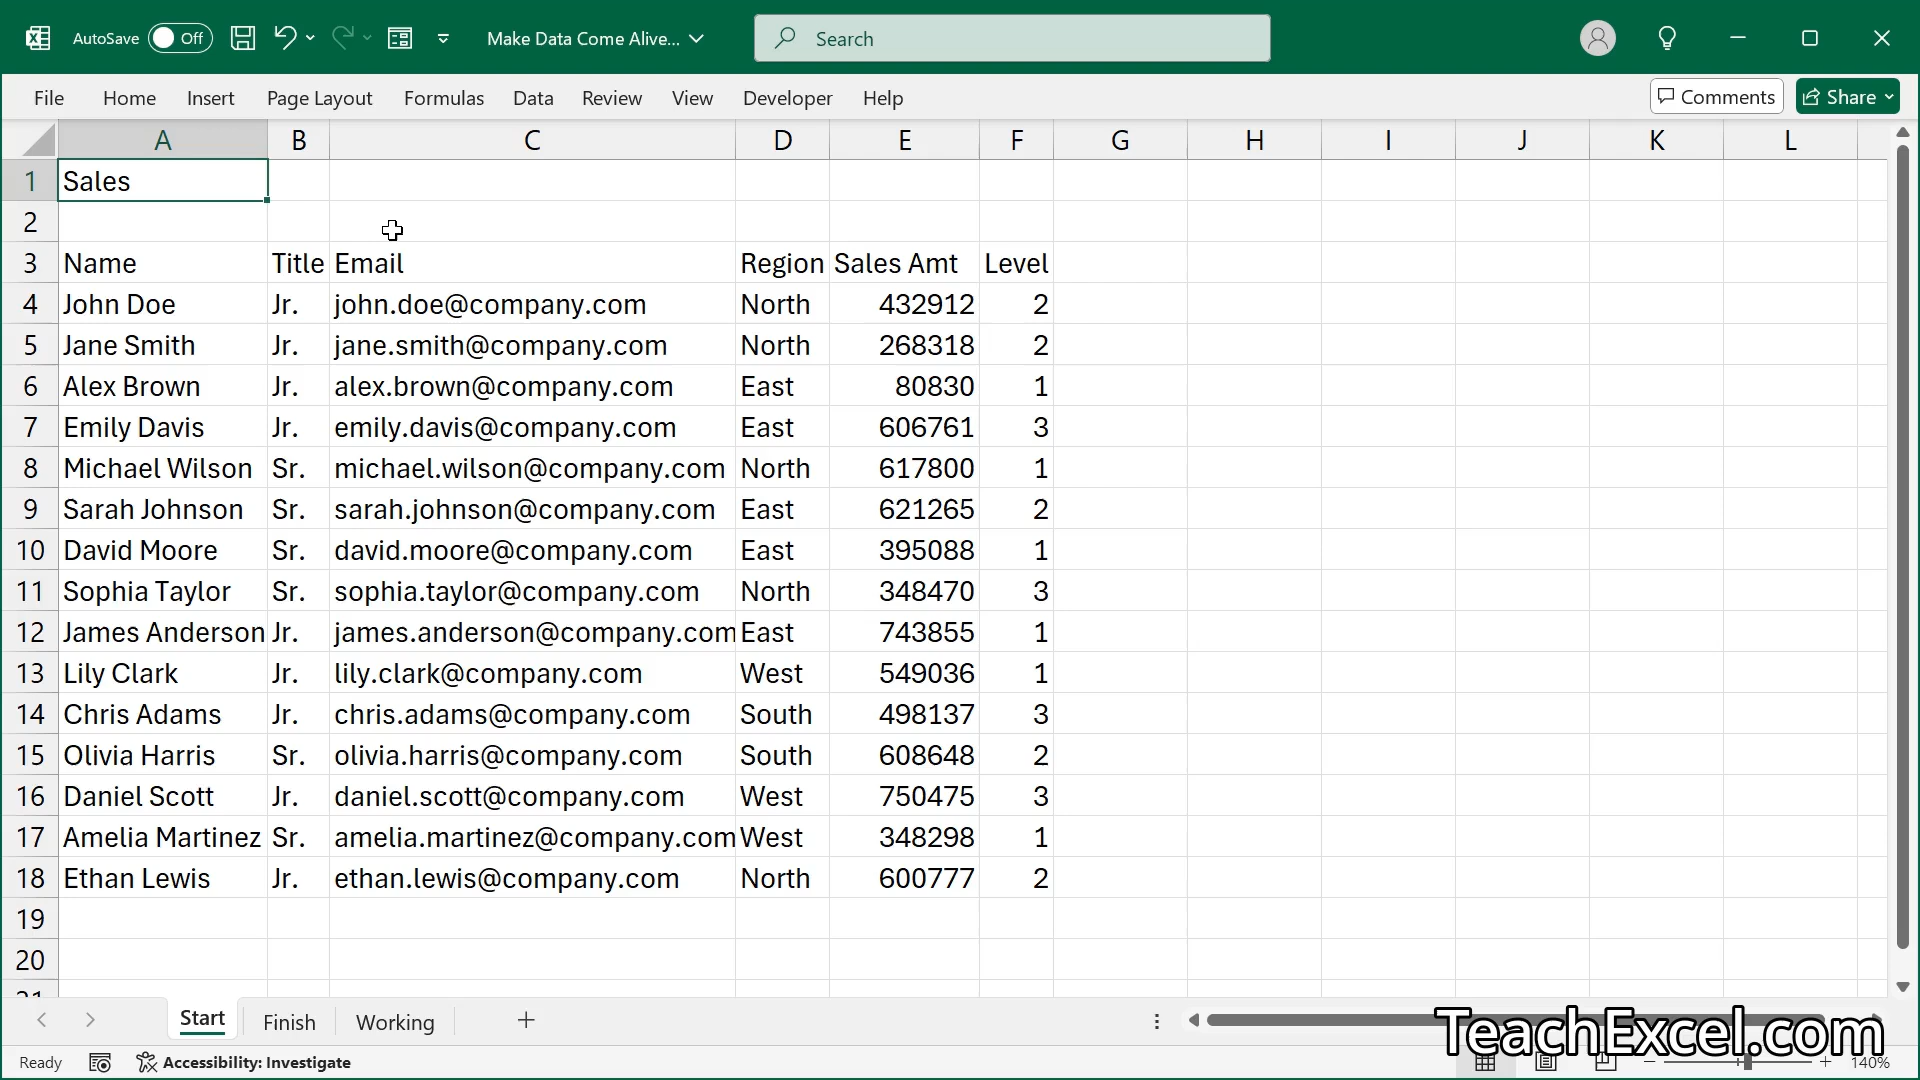 AutoSave Off Make Data Come Alive... Search
File Home Insert Page Layout Formulas Data Review View Developer Help Comments Share
A B C D E F G H I J K L
1 Sales
2
3 Name Title Email Region Sales Amt Level
4 John Doe Jr. john.doe@company.com North 432912 2
5 Jane Smith Jr. jane.smith@company.com North 268318 2
6 Alex Brown Jr. alex.brown@company.com East 80830 1
7 Emily Davis Jr. emily.davis@company.com East 606761 3
8 Michael Wilson Sr. michael.wilson@company.com North 617800 1
9 Sarah Johnson Sr. sarah.johnson@company.com East 621265 2
10 David Moore Sr. david.moore@company.com East 395088 1
11 Sophia Taylor Sr. sophia.taylor@company.com North 348470 3
12 James Anderson Jr. james.anderson@company.com East 743855 1
13 Lily Clark Jr. lily.clark@company.com West 549036 1
14 Chris Adams Jr. chris.adams@company.com South 498137 3
15 Olivia Harris Sr. olivia.harris@company.com South 608648 2
16 Daniel Scott Jr. daniel.scott@company.com West 750475 3
17 Amelia Martinez Sr. amelia.martinez@company.com West 348298 1
18 Ethan Lewis Jr. ethan.lewis@company.com North 600777 2
19
20
21
Start Finish Working
TeachExcel.com
Ready Accessibility: Investigate 140%